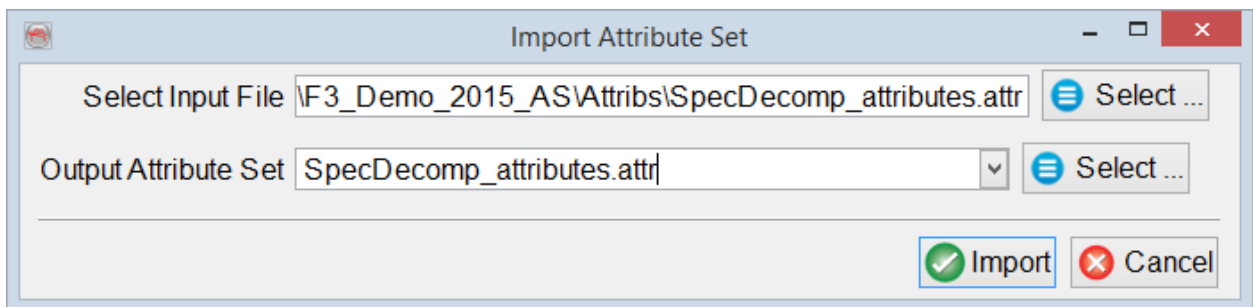 Import Attribute Set
Select Input File \F3_Demo_2015_AS\Attribs\SpecDecomp_attributes.attr Select ...
Output Attribute Set SpecDecomp_attributes.attr Select ...
Import Cancel